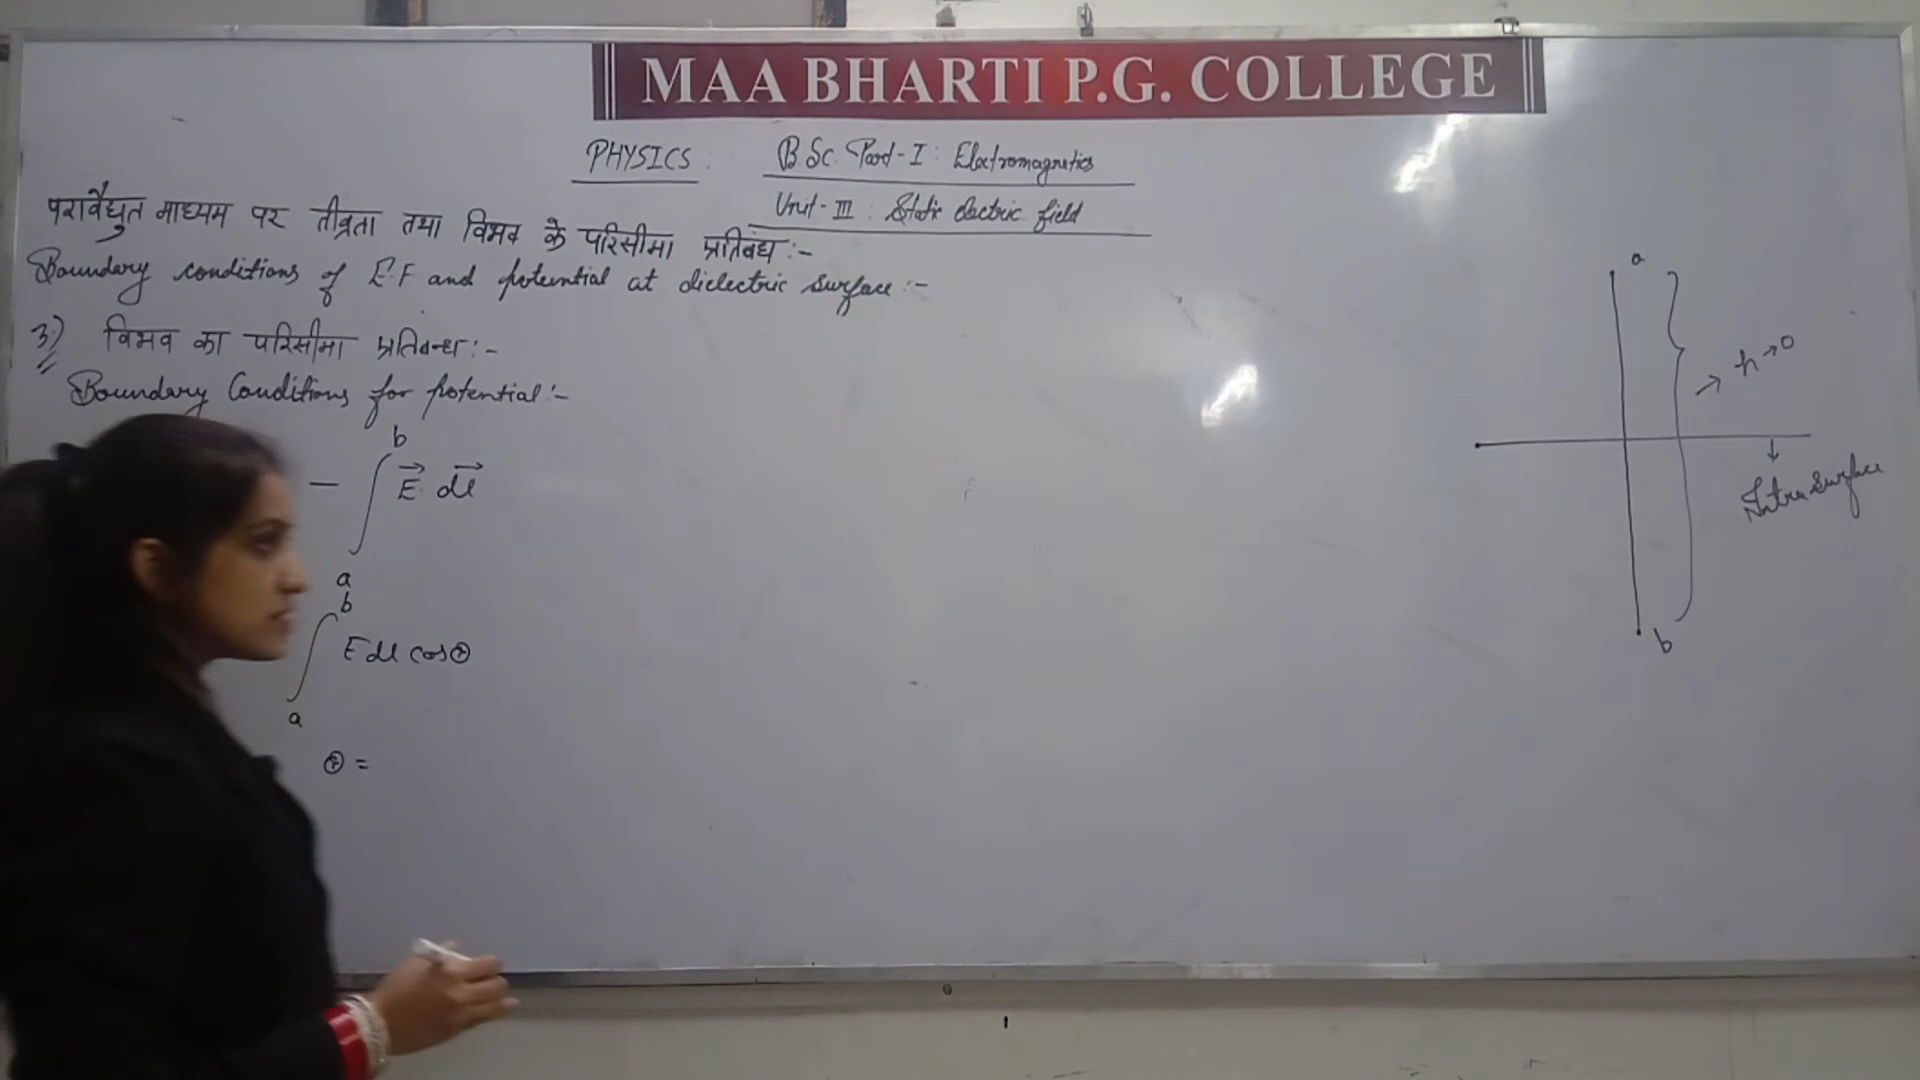 MAA BHARTI P.G. COLLEGE
PHYSICS : B.Sc. Part-I : Electromagnetics
Unit-III : Static electric field
परावैद्युत माध्यम पर तीव्रता तथा विभव के परिसीमा प्रतिबंध :-
Boundary conditions of E.F and potential at dielectric surface :-
3) विभव का परिसीमा प्रतिबन्ध :-
Boundary Conditions for potential :-
b
— ∫ E⃗ . dl⃗
a
b
∫ E dl cosθ
a
θ =
a
→ h→0
↓
b